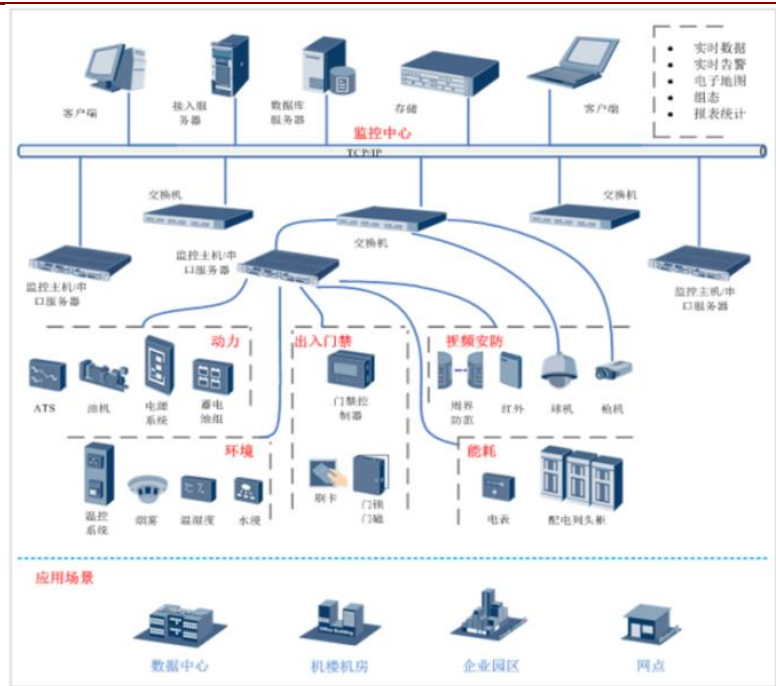 实时数据
实时告警
电子地图
组态
报表统计
客户端
接入服
务器
数据库
服务器
存储
客户端
监控中心
TCP/IP
交换机
交换机
交换机
监控主机/串
口服务器
监控主机/串
口服务器
监控主机/串
口服务器
动力
出入门禁
视频安防
ATS
油机
电源
系统
蓄电
油组
门禁控
制器
周界
防范
红外
球机
枪机
环境
能耗
温控
系统
烟雾
温湿度
水浸
刷卡
门锁
门磁
电表
配电列头柜
应用场景
Office Building
数据中心
机楼机房
企业园区
网点